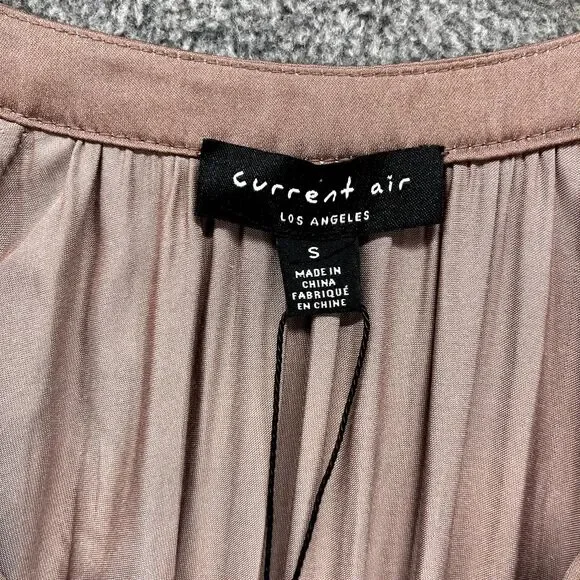 current air
LOS ANGELES
S
MADE IN
CHINA
FABRIQUÉ
EN CHINE